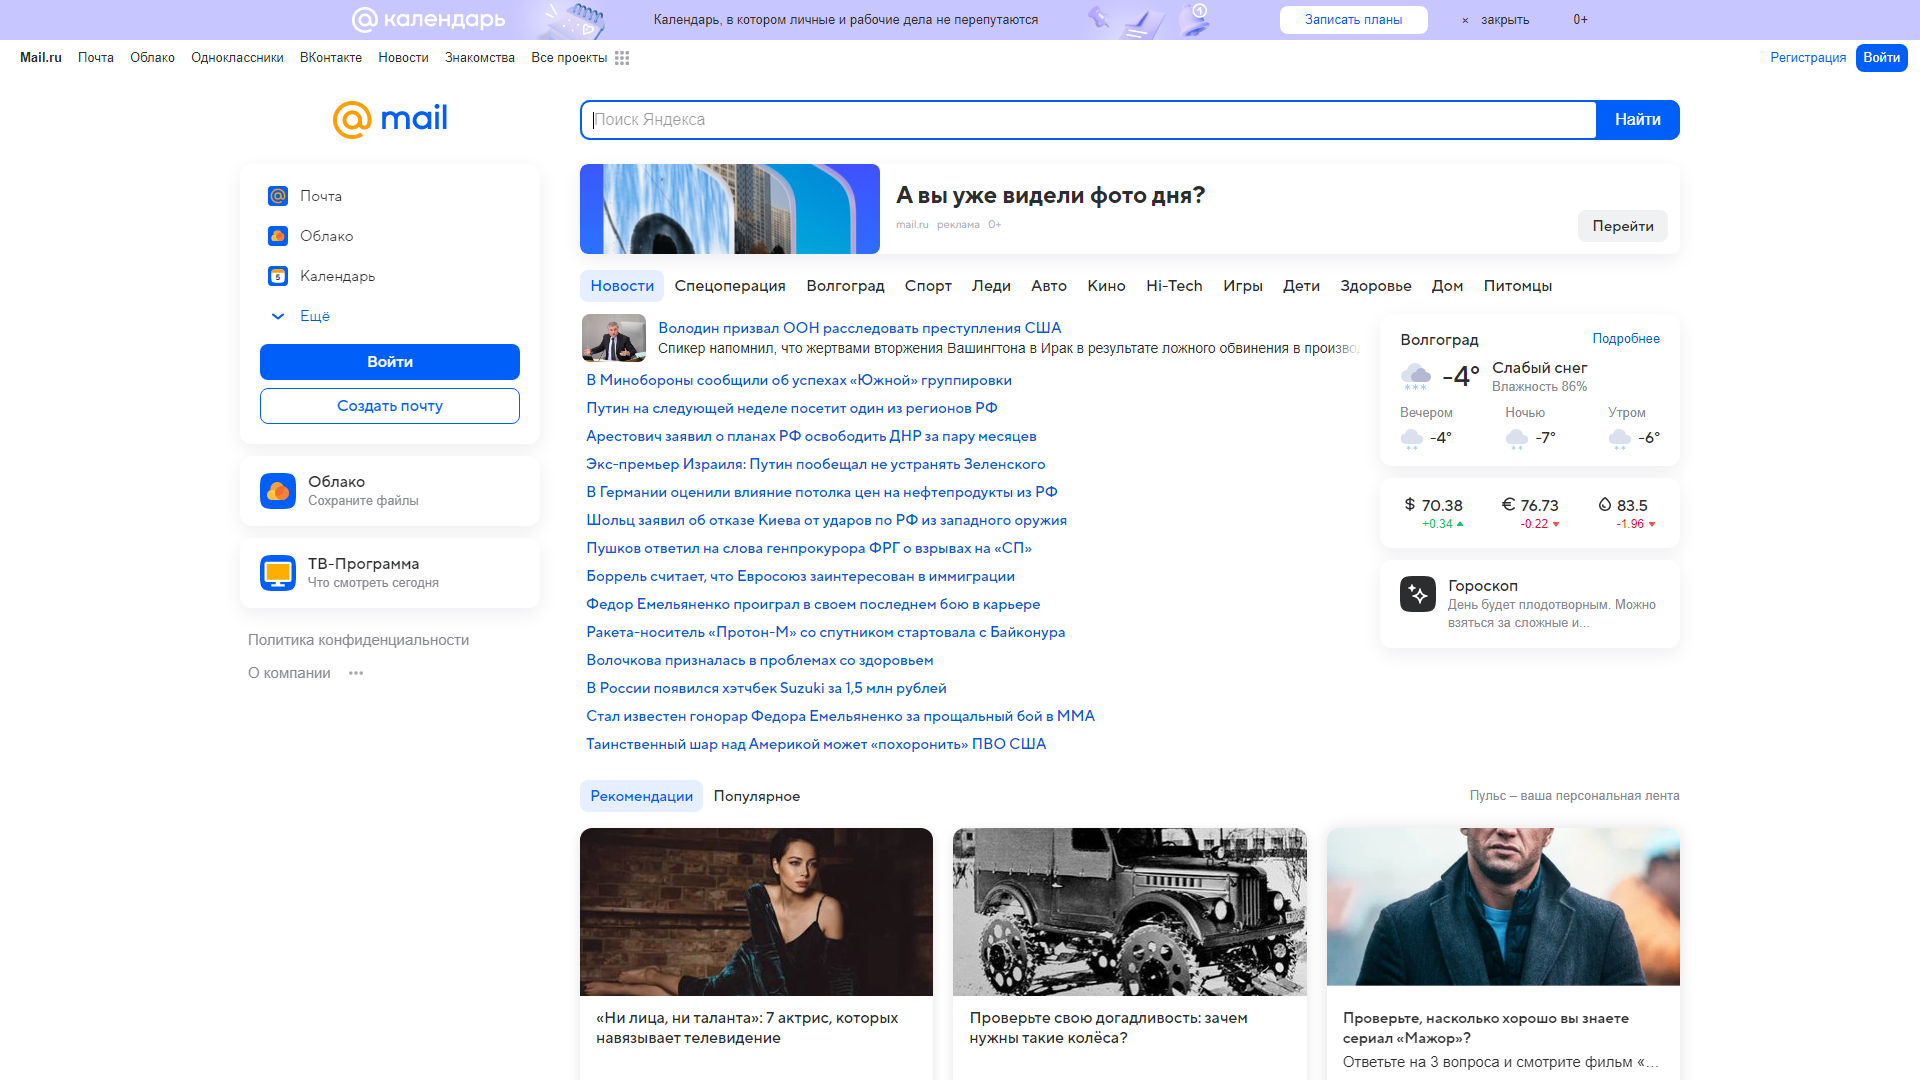 календарь
Календарь, в котором личные и рабочие дела не перепутаются
Записать планы
× закрыть
0+
Mail.ru Почта Облако Одноклассники ВКонтакте Новости Знакомства Все проекты
Регистрация Войти
@mail
Поиск Яндекса
Найти
Почта
Облако
5 Календарь
Ещё
Войти
Создать почту
Облако
Сохраните файлы
ТВ-Программа
Что смотреть сегодня
Политика конфиденциальности
О компании •••
А вы уже видели фото дня?
mail.ru реклама 0+
Перейти
Новости Спецоперация Волгоград Спорт Леди Авто Кино Hi-Tech Игры Дети Здоровье Дом Питомцы
Володин призвал ООН расследовать преступления США
Спикер напомнил, что жертвами вторжения Вашингтона в Ирак в результате ложного обвинения в произво
В Минобороны сообщили об успехах «Южной» группировки
Путин на следующей неделе посетит один из регионов РФ
Арестович заявил о планах РФ освободить ДНР за пару месяцев
Экс-премьер Израиля: Путин пообещал не устранять Зеленского
В Германии оценили влияние потолка цен на нефтепродукты из РФ
Шольц заявил об отказе Киева от ударов по РФ из западного оружия
Пушков ответил на слова генпрокурора ФРГ о взрывах на «СП»
Боррель считает, что Евросоюз заинтересован в иммиграции
Федор Емельяненко проиграл в своем последнем бою в карьере
Ракета-носитель «Протон-М» со спутником стартовала с Байконура
Волочкова призналась в проблемах со здоровьем
В России появился хэтчбек Suzuki за 1,5 млн рублей
Стал известен гонорар Федора Емельяненко за прощальный бой в ММА
Таинственный шар над Америкой может «похоронить» ПВО США
Волгоград Подробнее
-4° Слабый снег
Влажность 86%
Вечером Ночью Утром
-4° -7° -6°
$ 70.38 € 76.73 83.5
+0.34 -0.22 -1.96
Гороскоп
День будет плодотворным. Можно
взяться за сложные и...
Рекомендации Популярное
Пульс – ваша персональная лента
«Ни лица, ни таланта»: 7 актрис, которых
навязывает телевидение
Проверьте свою догадливость: зачем
нужны такие колёса?
Проверьте, насколько хорошо вы знаете
сериал «Мажор»?
Ответьте на 3 вопроса и смотрите фильм «...